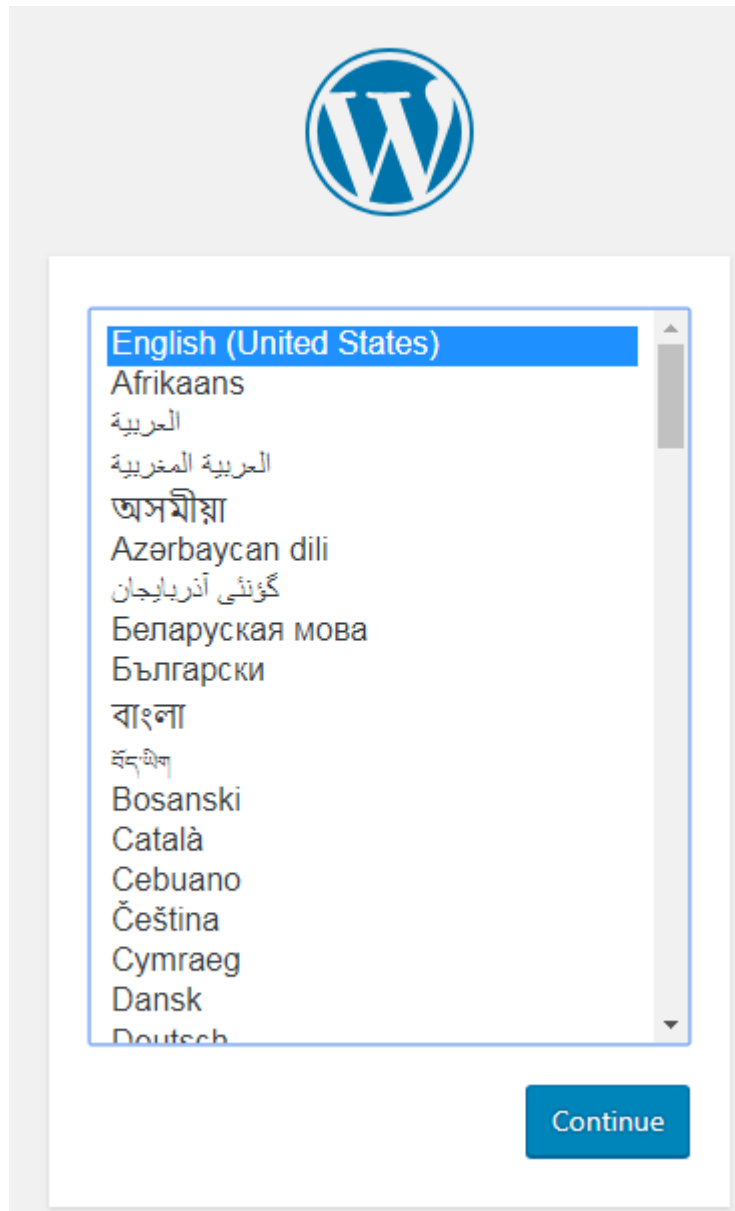 W
English (United States)
Afrikaans
العربية
العربية المغربية
অসমীয়া
Azərbaycan dili
گؤنئی آذربایجان
Беларуская мова
Български
বাংলা
བོད་ཡིག
Bosanski
Català
Cebuano
Čeština
Cymraeg
Dansk
Deutsch
Continue